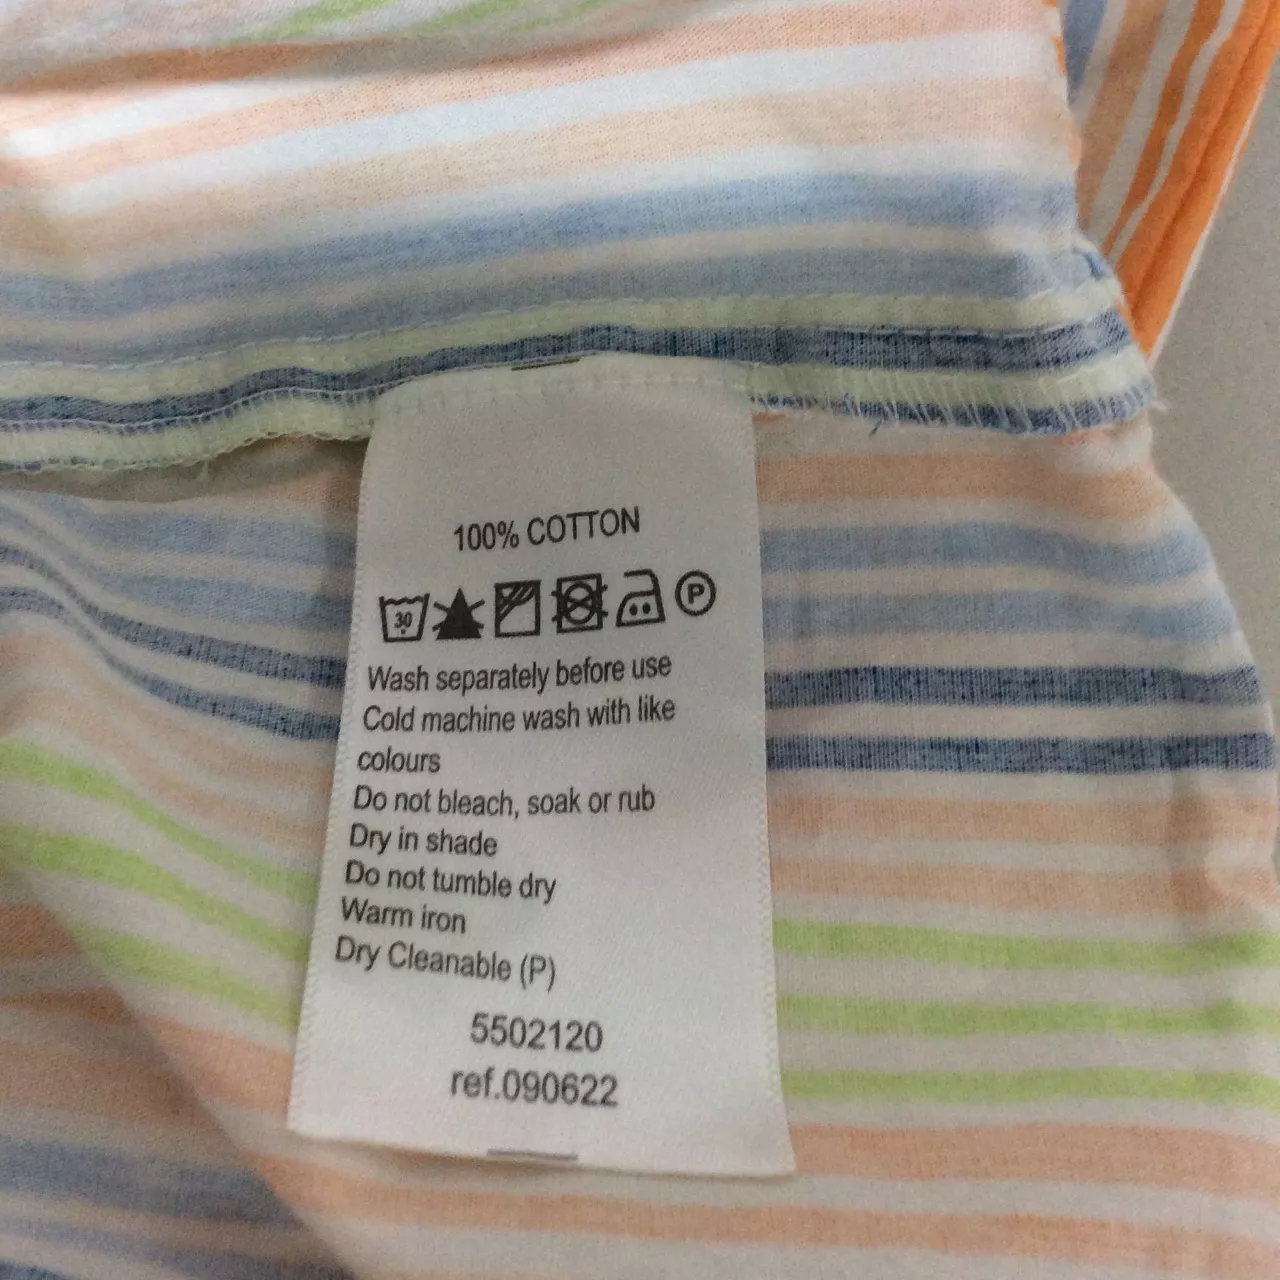 100% COTTON
30 P
Wash separately before use
Cold machine wash with like
colours
Do not bleach, soak or rub
Dry in shade
Do not tumble dry
Warm iron
Dry Cleanable (P)
5502120
ref.090622